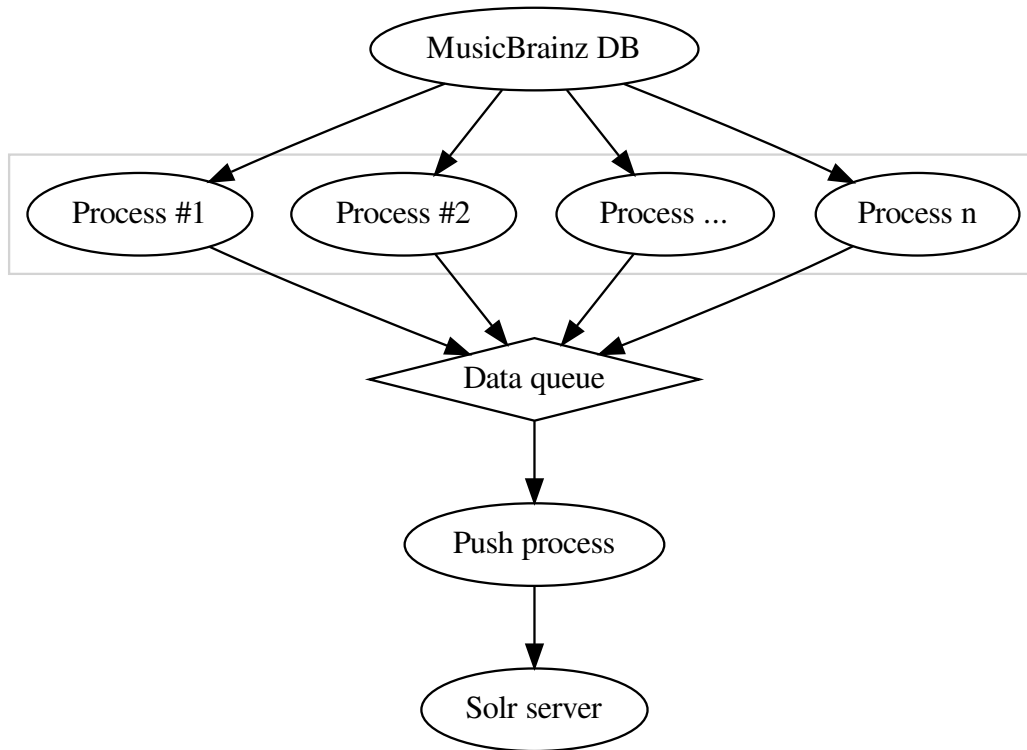 MusicBrainz DB
Process #1
Process #2
Process ...
Process n
Data queue
Push process
Solr server